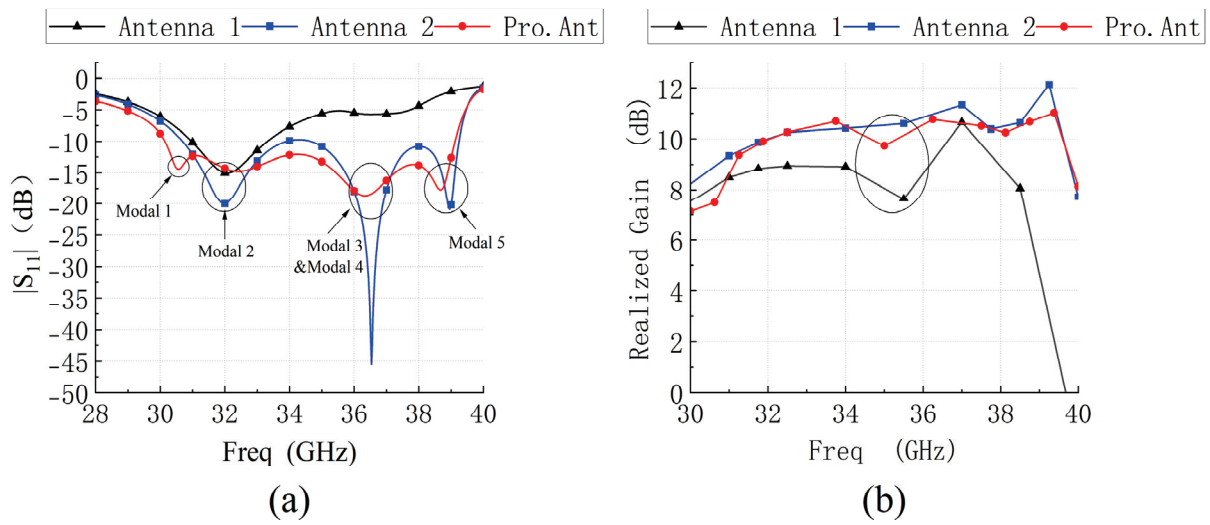 Antenna 1 Antenna 2 Pro.Ant
0
-5
-10
-15
-20
-25
-30
-35
-40
-45
-50
|S11| (dB)
Modal 1
Modal 2
Modal 3
&Modal 4
Modal 5
28 30 32 34 36 38 40
Freq (GHz)
(a)
Antenna 1 Antenna 2 Pro.Ant
12
10
8
6
4
2
0
Realized Gain (dB)
30 32 34 36 38 40
Freq (GHz)
(b)